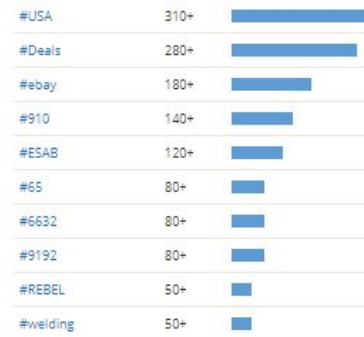 #USA 310+
#Deals 280+
#ebay 180+
#910 140+
#ESAB 120+
#65 80+
#6632 80+
#9192 80+
#REBEL 50+
#welding 50+